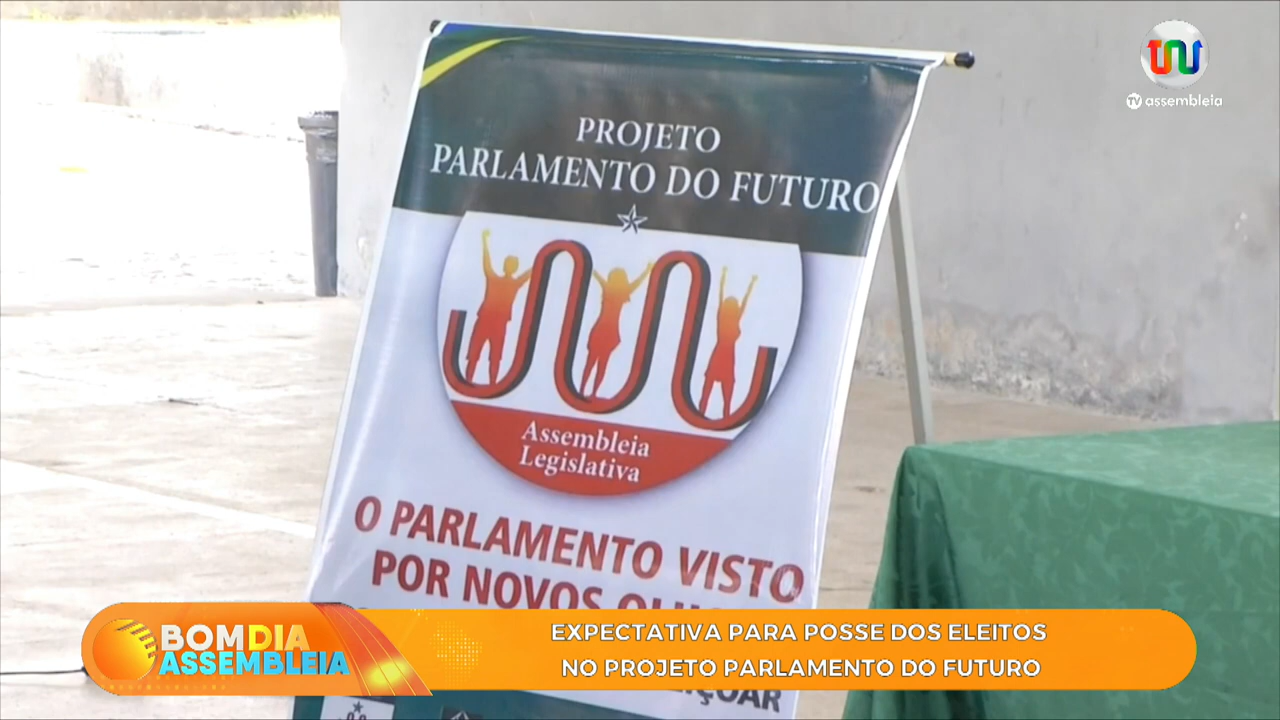 TV assembleia
PROJETO
PARLAMENTO DO FUTURO
Assembleia
Legislativa
O PARLAMENTO VISTO
POR NOVOS
BOM DIA
ASSEMBLEIA
EXPECTATIVA PARA POSSE DOS ELEITOS
NO PROJETO PARLAMENTO DO FUTURO